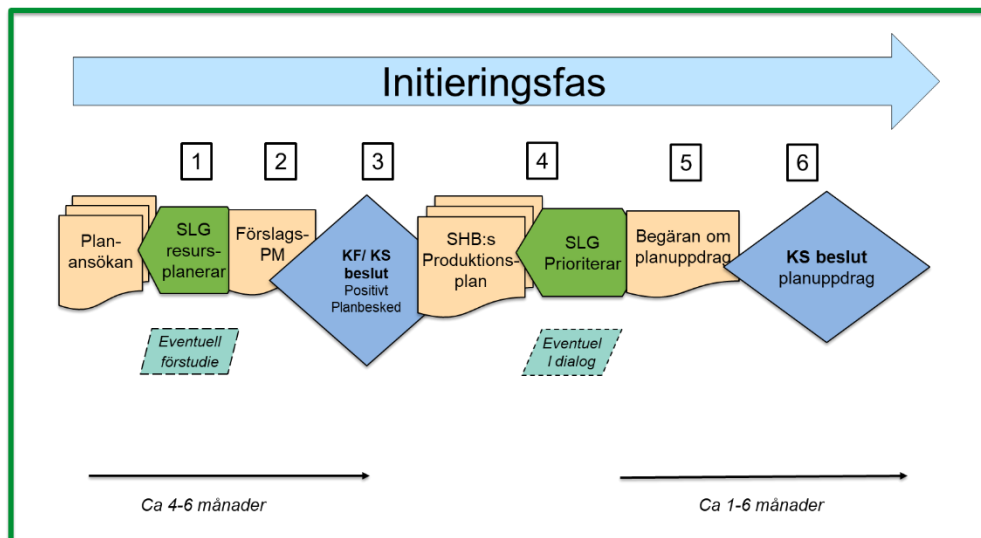 Initieringsfas
1
2
3
4
5
6
Plan-
ansökan
SLG
resurs-
planerar
Förslags-
PM
KF/ KS
beslut
Positivt
Planbesked
SHB:s
Produktions-
plan
SLG
Prioriterar
Begäran om
planuppdrag
KS beslut
planuppdrag
Eventuell
förstudie
Eventuel
l dialog
Ca 4-6 månader
Ca 1-6 månader